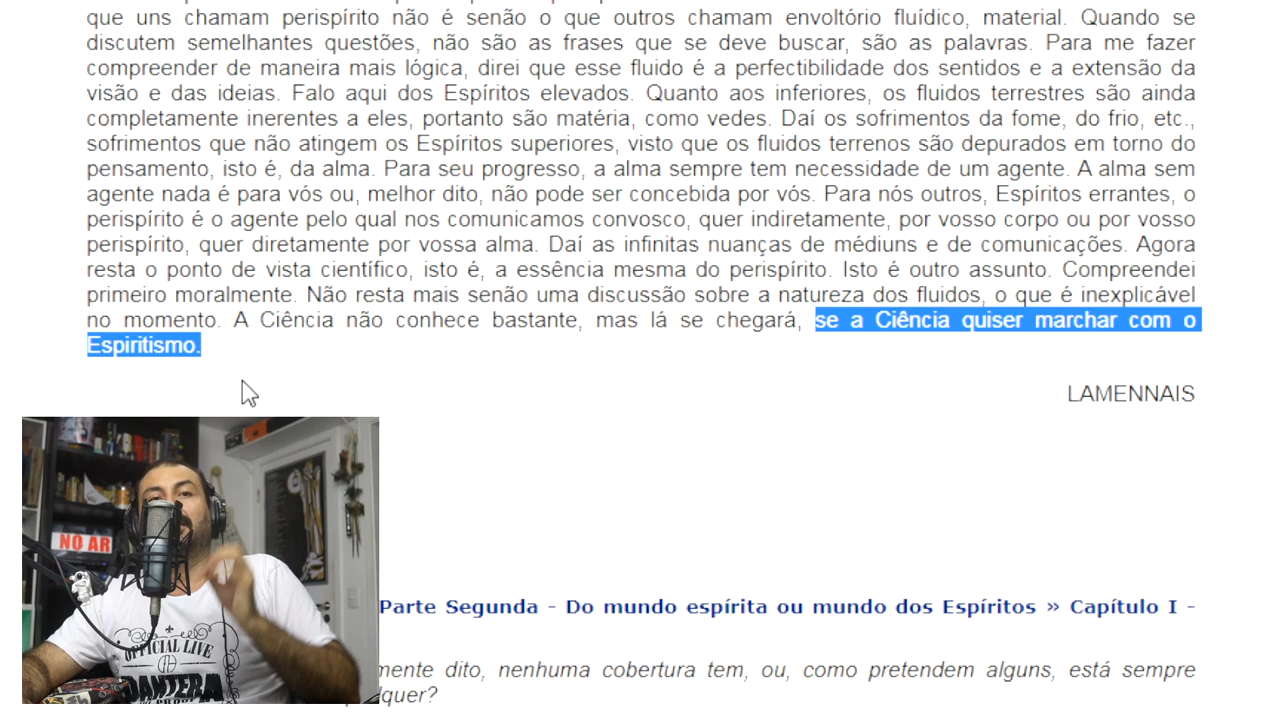 que uns chamam perispírito não é senão o que outros chamam envoltório fluídico, material. Quando se
discutem semelhantes questões, não são as frases que se deve buscar, são as palavras. Para me fazer
compreender de maneira mais lógica, direi que esse fluido é a perfectibilidade dos sentidos e a extensão da
visão e das ideias. Falo aqui dos Espíritos elevados. Quanto aos inferiores, os fluidos terrestres são ainda
completamente inerentes a eles, portanto são matéria, como vedes. Daí os sofrimentos da fome, do frio, etc.,
sofrimentos que não atingem os Espíritos superiores, visto que os fluidos terrenos são depurados em torno do
pensamento, isto é, da alma. Para seu progresso, a alma sempre tem necessidade de um agente. A alma sem
agente nada é para vós ou, melhor dito, não pode ser concebida por vós. Para nós outros, Espíritos errantes, o
perispírito é o agente pelo qual nos comunicamos convosco, quer indiretamente, por vosso corpo ou por vosso
perispírito, quer diretamente por vossa alma. Daí as infinitas nuanças de médiuns e de comunicações. Agora
resta o ponto de vista científico, isto é, a essência mesma do perispírito. Isto é outro assunto. Compreendei
primeiro moralmente. Não resta mais senão uma discussão sobre a natureza dos fluidos, o que é inexplicável
no momento. A Ciência não conhece bastante, mas lá se chegará, se a Ciência quiser marchar com o
Espiritismo.
LAMENNAIS
NO AR
OFFICIAL LIVE
PANTERA
Parte Segunda - Do mundo espírita ou mundo dos Espíritos » Capítulo I -
mente dito, nenhuma cobertura tem, ou, como pretendem alguns, está sempre
lquer?